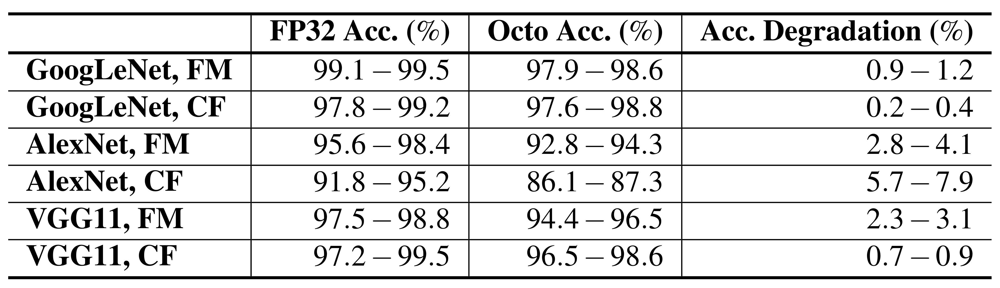 FP32 Acc. (%) Octo Acc. (%) Acc. Degradation (%)
GoogLeNet, FM 99.1 – 99.5 97.9 – 98.6 0.9 – 1.2
GoogLeNet, CF 97.8 – 99.2 97.6 – 98.8 0.2 – 0.4
AlexNet, FM 95.6 – 98.4 92.8 – 94.3 2.8 – 4.1
AlexNet, CF 91.8 – 95.2 86.1 – 87.3 5.7 – 7.9
VGG11, FM 97.5 – 98.8 94.4 – 96.5 2.3 – 3.1
VGG11, CF 97.2 – 99.5 96.5 – 98.6 0.7 – 0.9